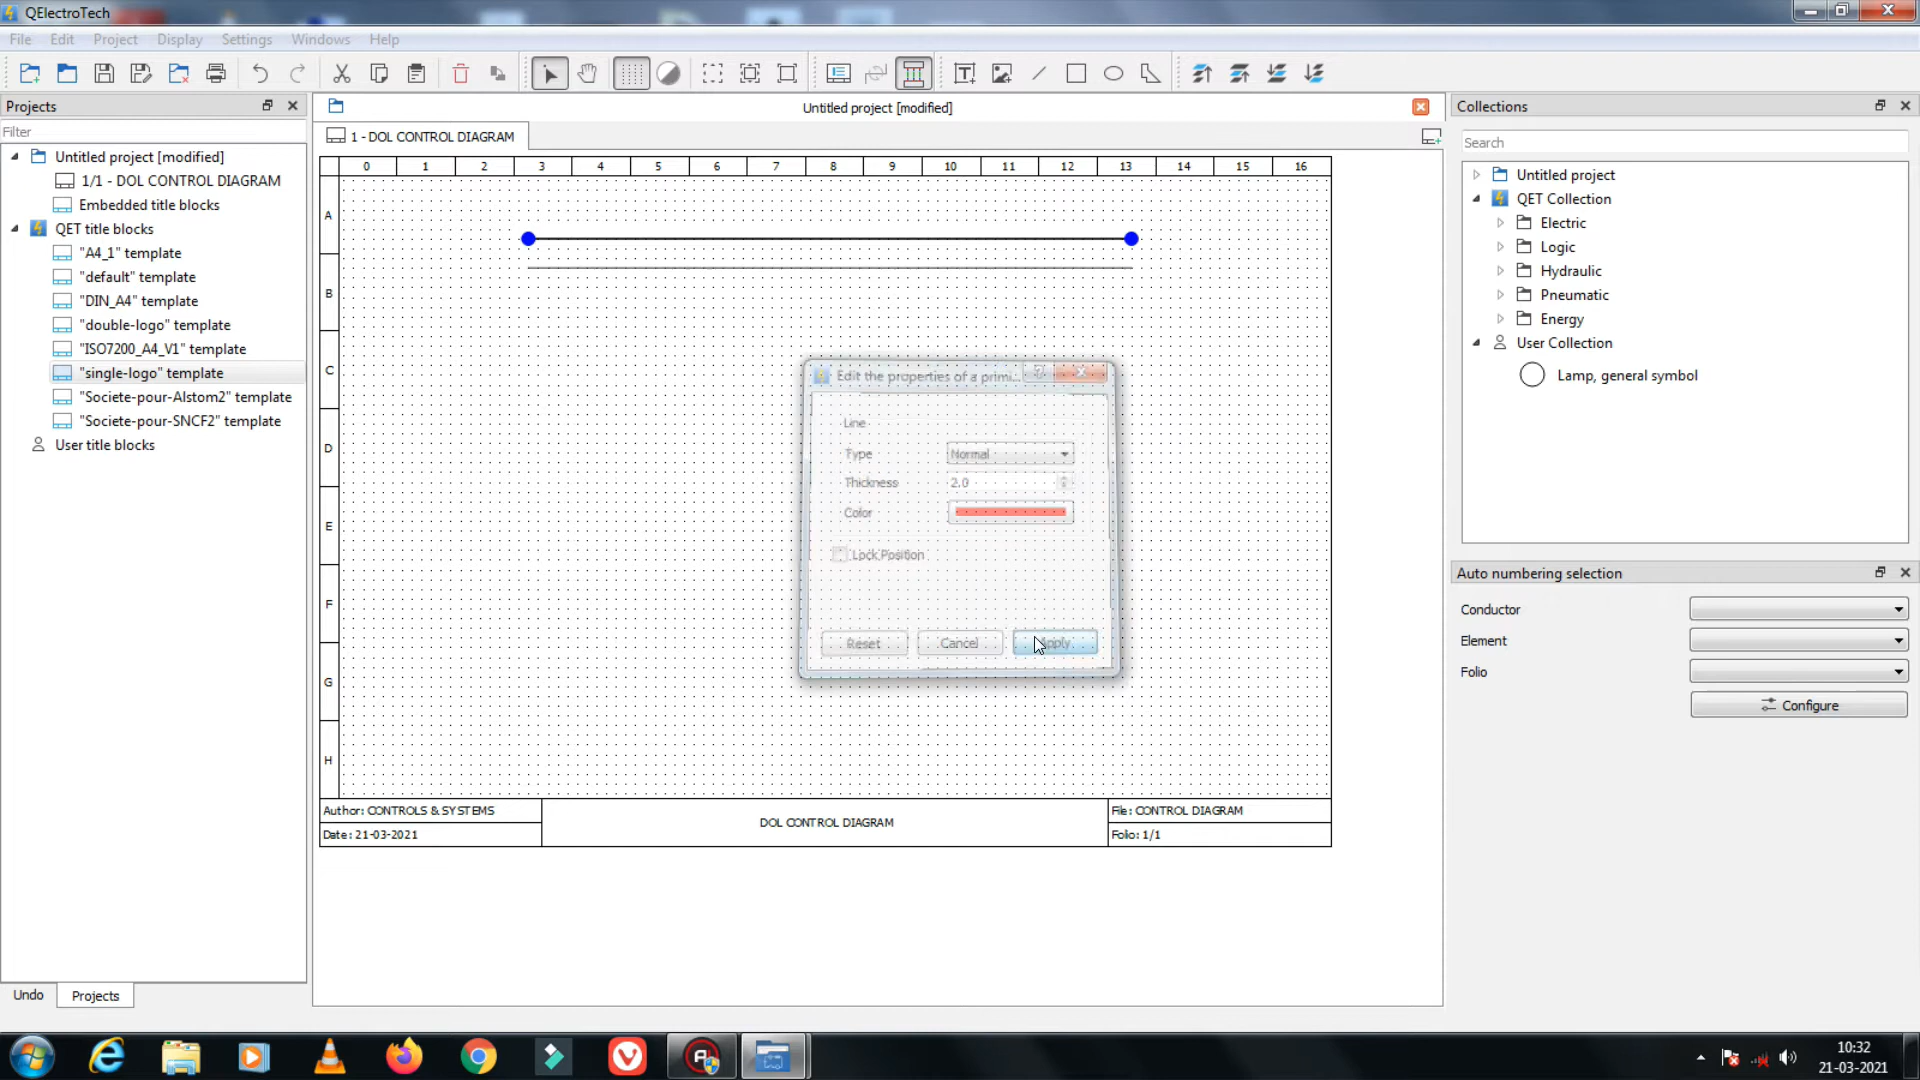 QElectroTech
File Edit Project Display Settings Windows Help
Projects
Untitled project [modified]
Collections
Filter
1 - DOL CONTROL DIAGRAM
Search
Untitled project [modified]
1/1 - DOL CONTROL DIAGRAM
Embedded title blocks
QET title blocks
"A4_1" template
"default" template
"DIN_A4" template
"double-logo" template
"ISO7200_A4_V1" template
"single-logo" template
"Societe-pour-Alstom2" template
"Societe-pour-SNCF2" template
User title blocks
0 1 2 3 4 5 6 7 8 9 10 11 12 13 14 15 16
A
B
C
D
E
F
G
H
Edit the properties of a primi...
Line
Type Normal
Thickness 2.0
Color
Lock Position
Reset Cancel Apply
Author: CONTROLS & SYSTEMS
Date: 21-03-2021
DOL CONTROL DIAGRAM
File: CONTROL DIAGRAM
Folio: 1/1
Untitled project
QET Collection
Electric
Logic
Hydraulic
Pneumatic
Energy
User Collection
Lamp, general symbol
Auto numbering selection
Conductor
Element
Folio
Configure
Undo Projects
10:32
21-03-2021